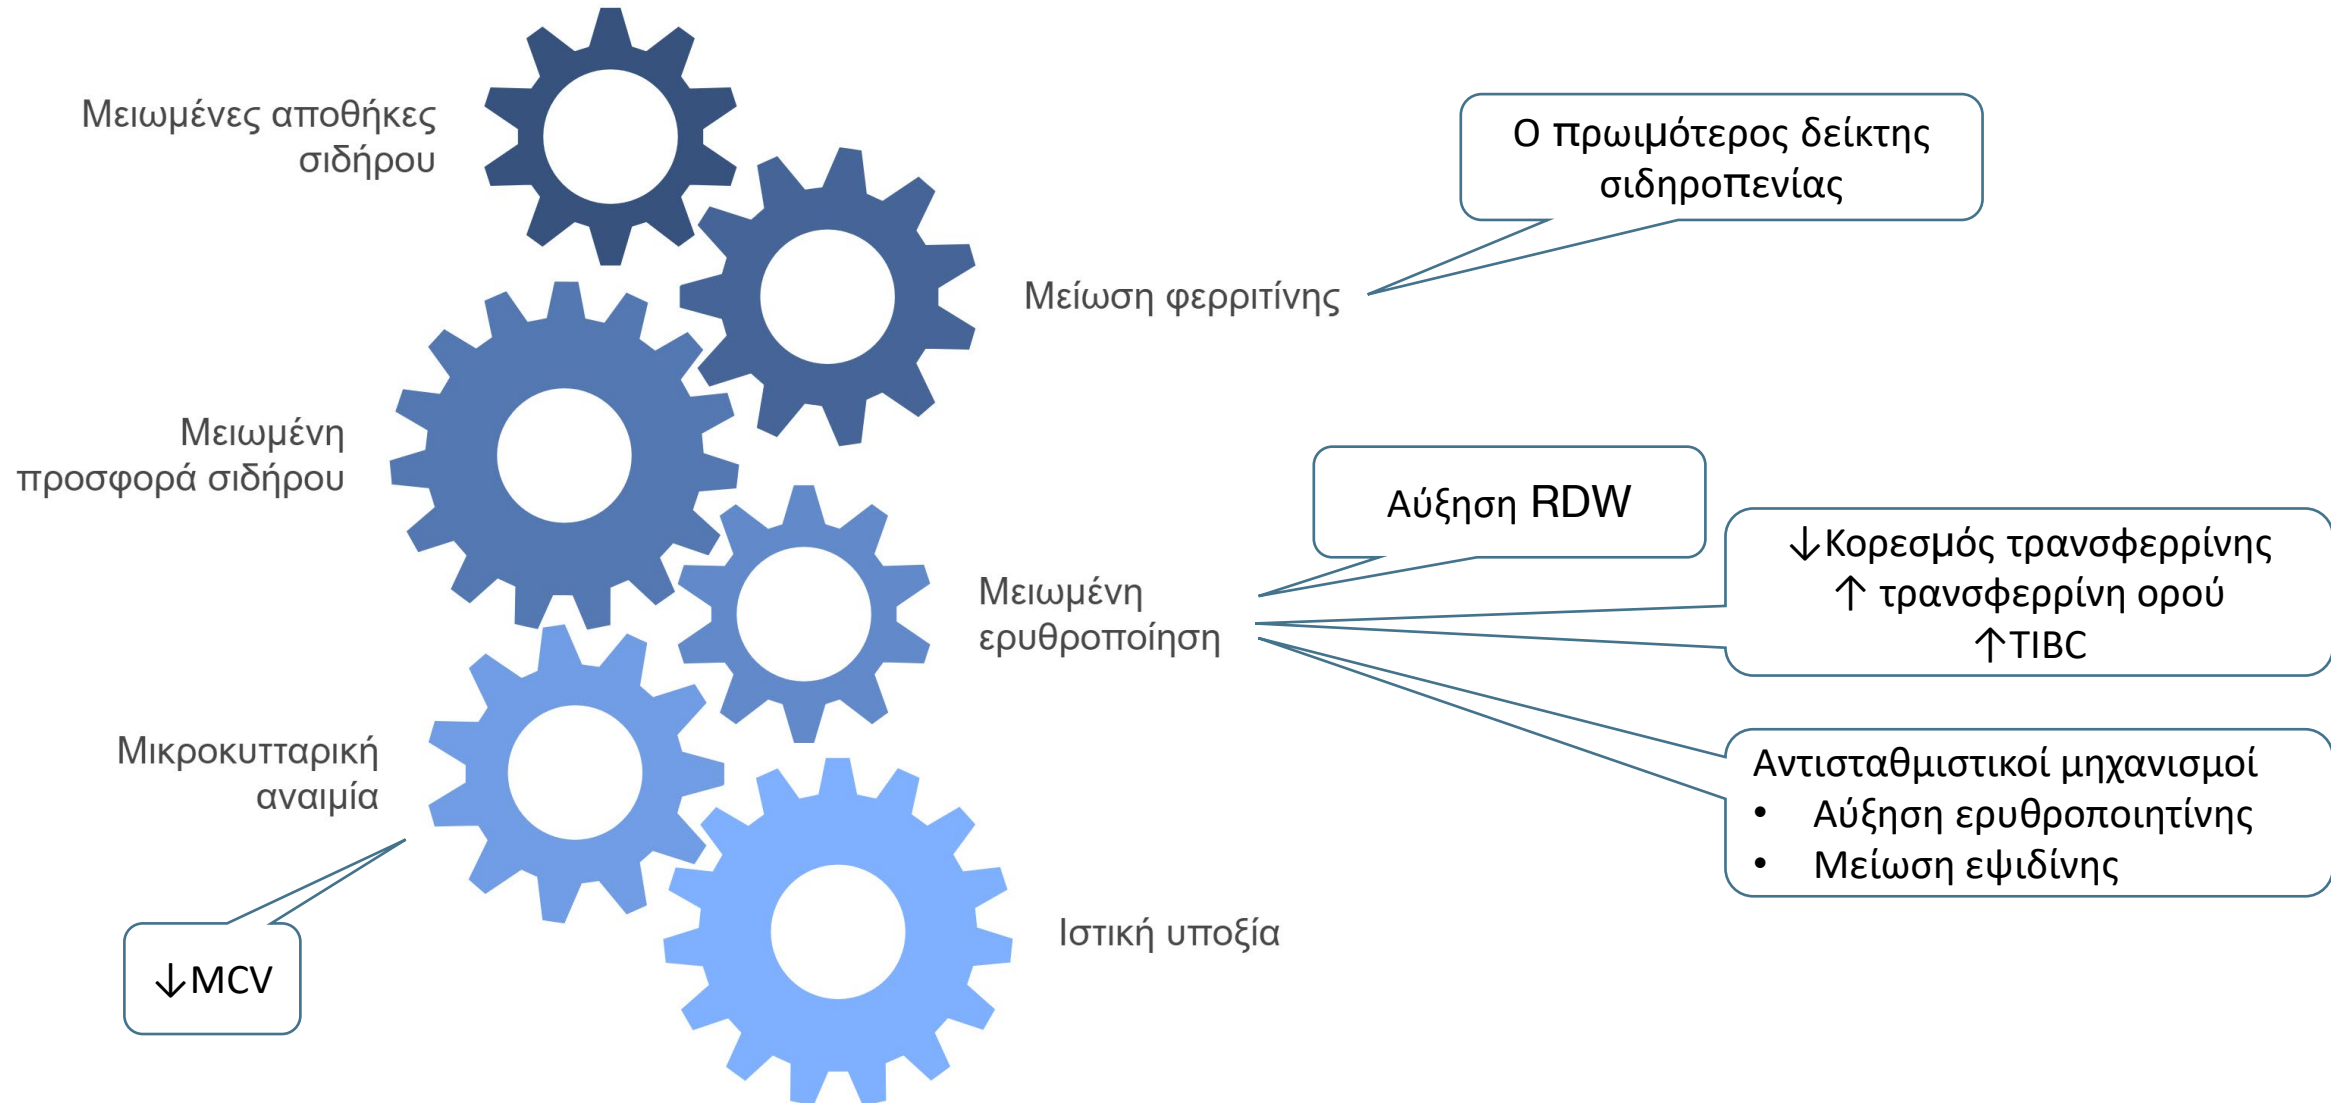 Μειωμένες αποθήκες
σιδήρου
Ο πρωιμότερος δείκτης
σιδηροπενίας
Μείωση φερριτίνης
Μειωμένη
προσφορά σιδήρου
Αύξηση RDW
↓Κορεσμός τρανσφερρίνης
↑ τρανσφερρίνη ορού
↑TIBC
Μειωμένη
ερυθροποίηση
Αντισταθμιστικοί μηχανισμοί
• Αύξηση ερυθροποιητίνης
• Μείωση εψιδίνης
Μικροκυτταρική
αναιμία
↓MCV
Ιστική υποξία